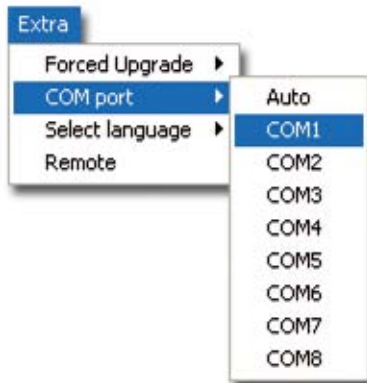 Extra
Forced Upgrade
COM port
Select language
Remote
Auto
COM1
COM2
COM3
COM4
COM5
COM6
COM7
COM8